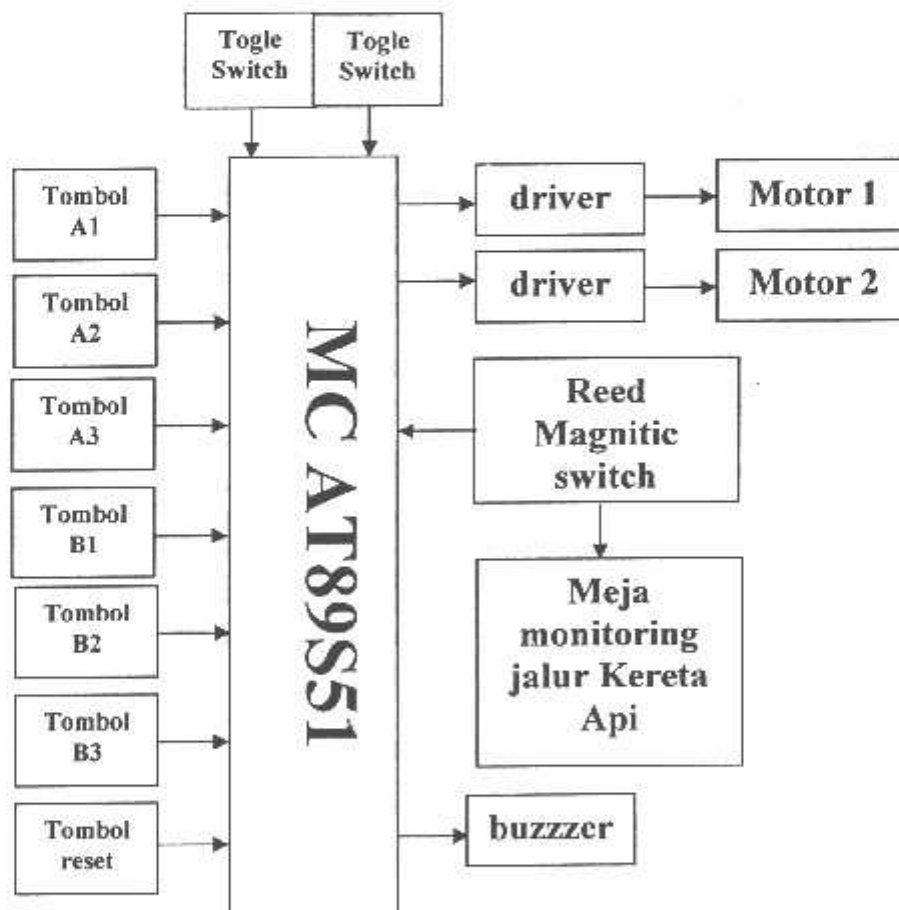 Togle
Switch
Togle
Switch
Tombol
A1
Tombol
A2
Tombol
A3
Tombol
B1
Tombol
B2
Tombol
B3
Tombol
reset
MC AT89S51
driver
Motor 1
driver
Motor 2
Reed
Magnitic
switch
Meja
monitoring
jalur Kereta
Api
buzzzer